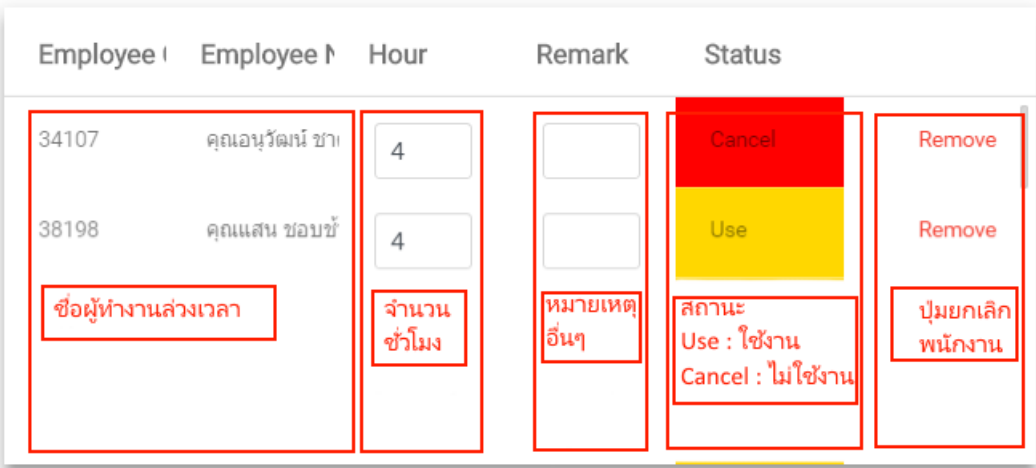 Employee Employee Hour Remark Status
34107 คุณอนุวัฒน์ 4 Cancel Remove
38198 คุณแสน 4 Use Remove
ชื่อผู้ทำงานล่วงเวลา
จำนวน
ชั่วโมง
หมายเหตุ
อื่นๆ
สถานะ
Use : ใช้งาน
Cancel : ไม่ใช้งาน
ปุ่มยกเลิก
พนักงาน